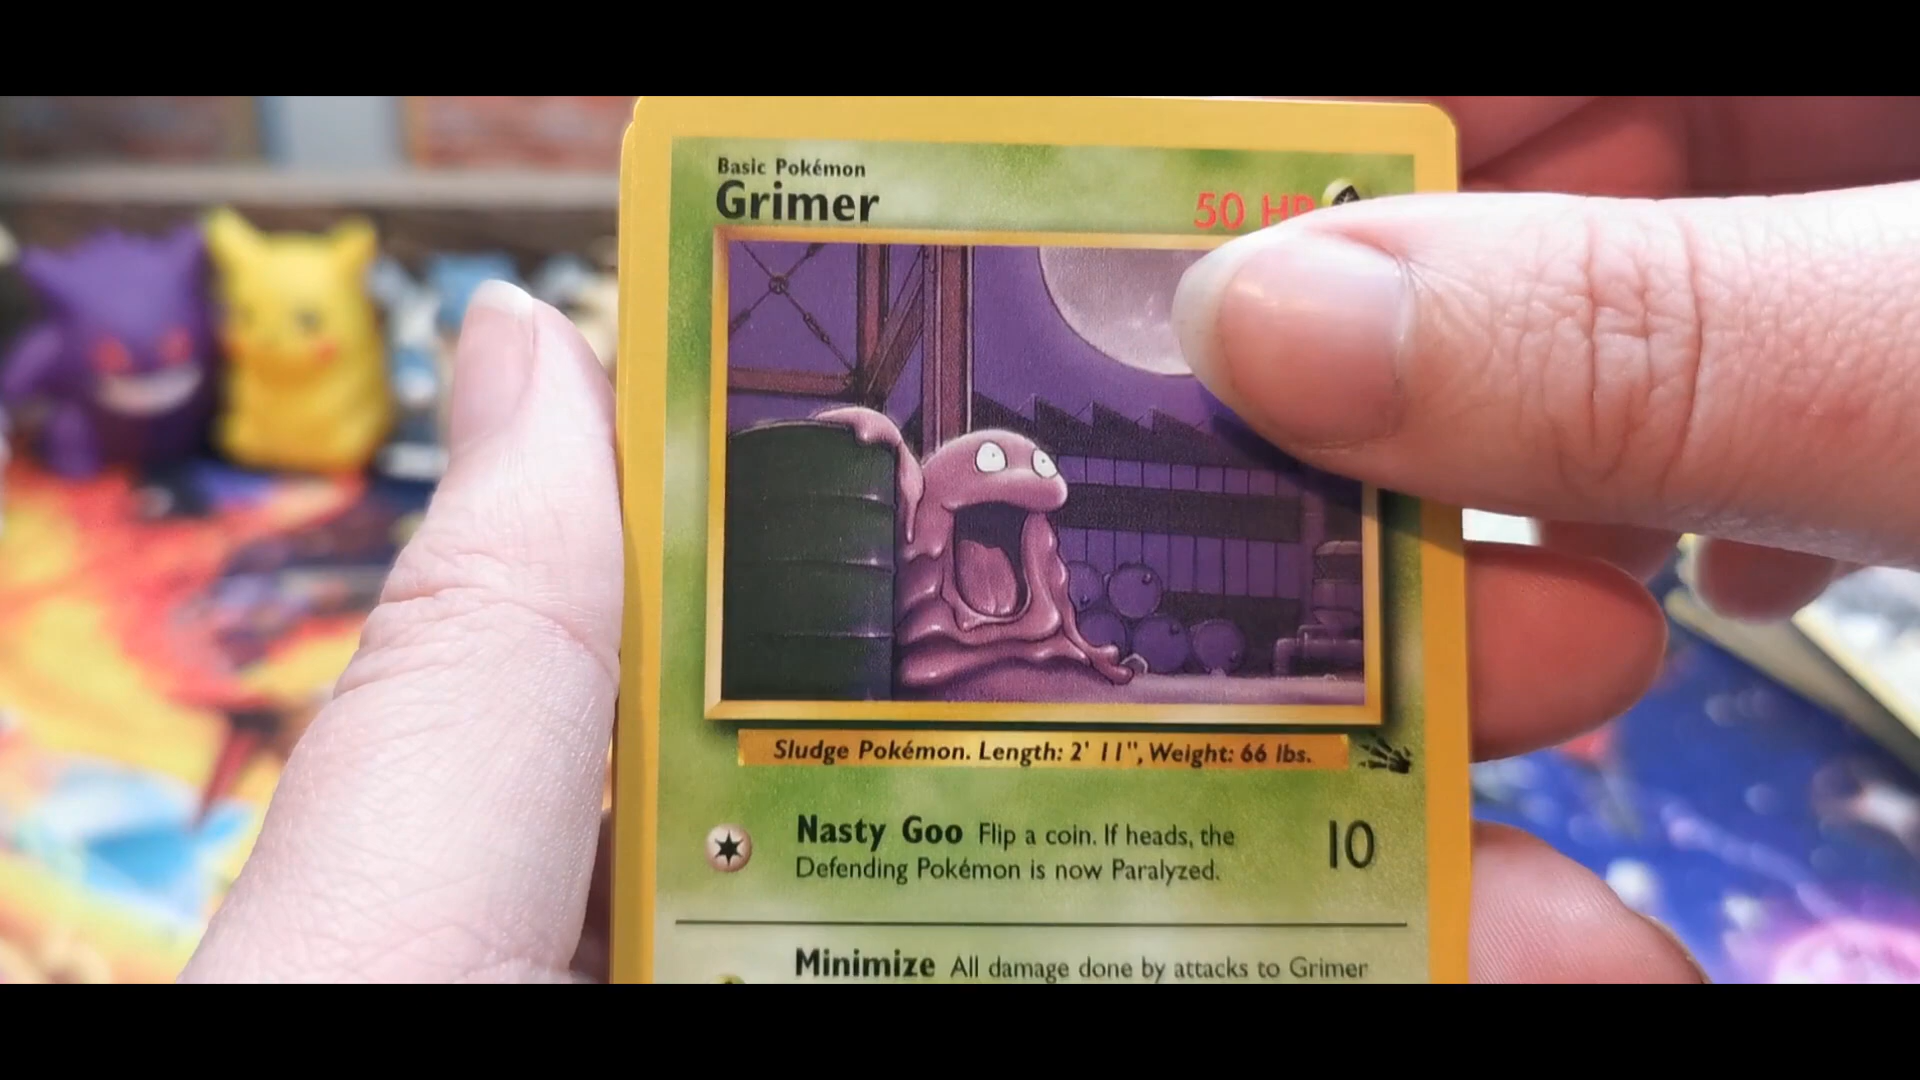 Basic Pokémon
Grimer
50 HP
Sludge Pokémon. Length: 2' 11", Weight: 66 lbs.
Nasty Goo Flip a coin. If heads, the
10
Defending Pokémon is now Paralyzed.
Minimize All damage done by attacks to Grimer